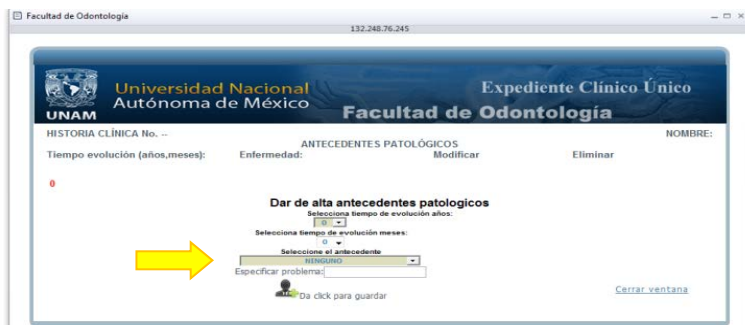 Facultad de Odontología
132.248.76.245
Universidad Nacional
Autónoma de México
UNAM
Expediente Clínico Único
Facultad de Odontología
HISTORIA CLÍNICA No. --
NOMBRE:
ANTECEDENTES PATOLÓGICOS
Tiempo evolución (años,meses): Enfermedad: Modificar Eliminar
0
Dar de alta antecedentes patologicos
Selecciona tiempo de evolución años:
0
Selecciona tiempo de evolución meses:
0
Seleccione el antecedente
NINGUNO
Especificar problema:
Da click para guardar
Cerrar ventana